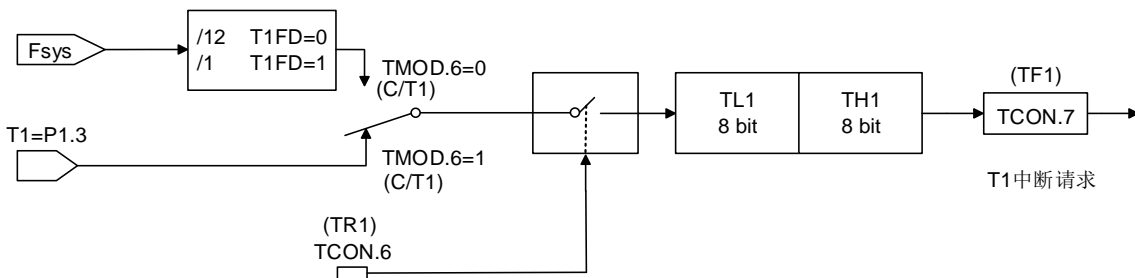 Fsys
/12 T1FD=0
/1 T1FD=1
TMOD.6=0
(C/T1)
T1=P1.3
TMOD.6=1
(C/T1)
(TR1)
TCON.6
TL1
8 bit
TH1
8 bit
(TF1)
TCON.7
T1中断请求